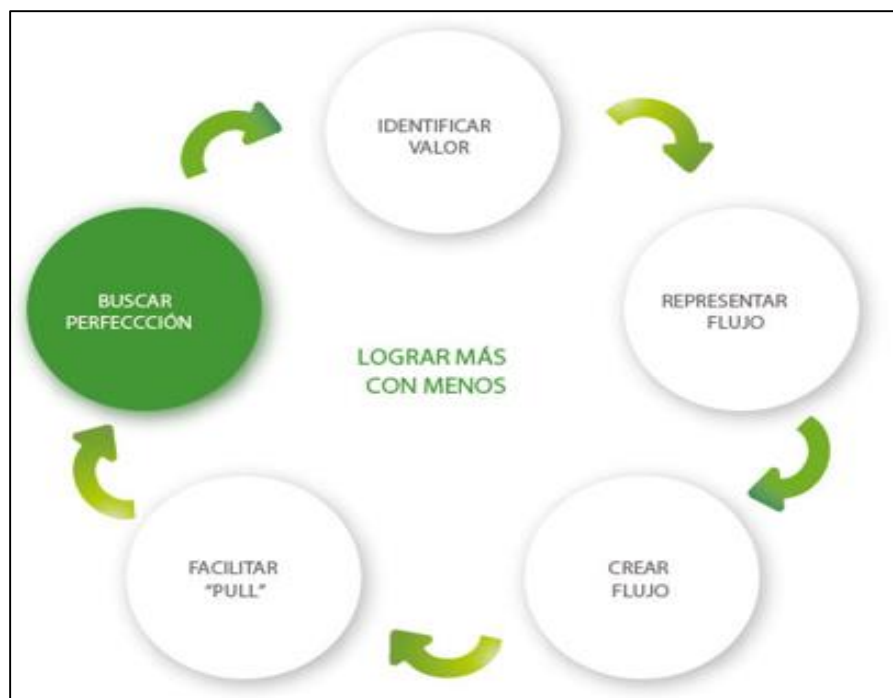 IDENTIFICAR
VALOR
REPRESENTAR
FLUJO
CREAR
FLUJO
FACILITAR
“PULL”
BUSCAR
PERFECCCIÓN
LOGRAR MÁS
CON MENOS